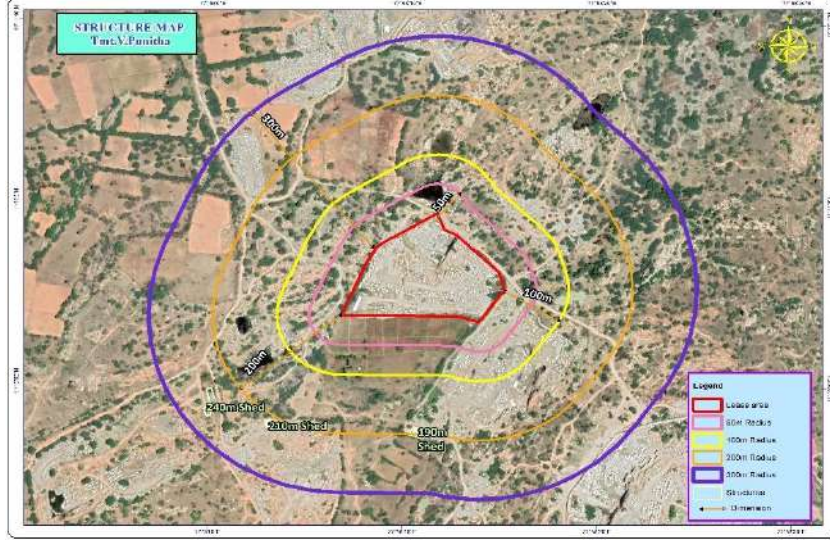 STRUCTURE MAP
Tmt.V.Punitha
300m
50m
100m
200m
240m Shed
210m Shed
190m
Shed
Legend
Lease area
50m Radius
100m Radius
200m Radius
300m Radius
Structures
Dimension